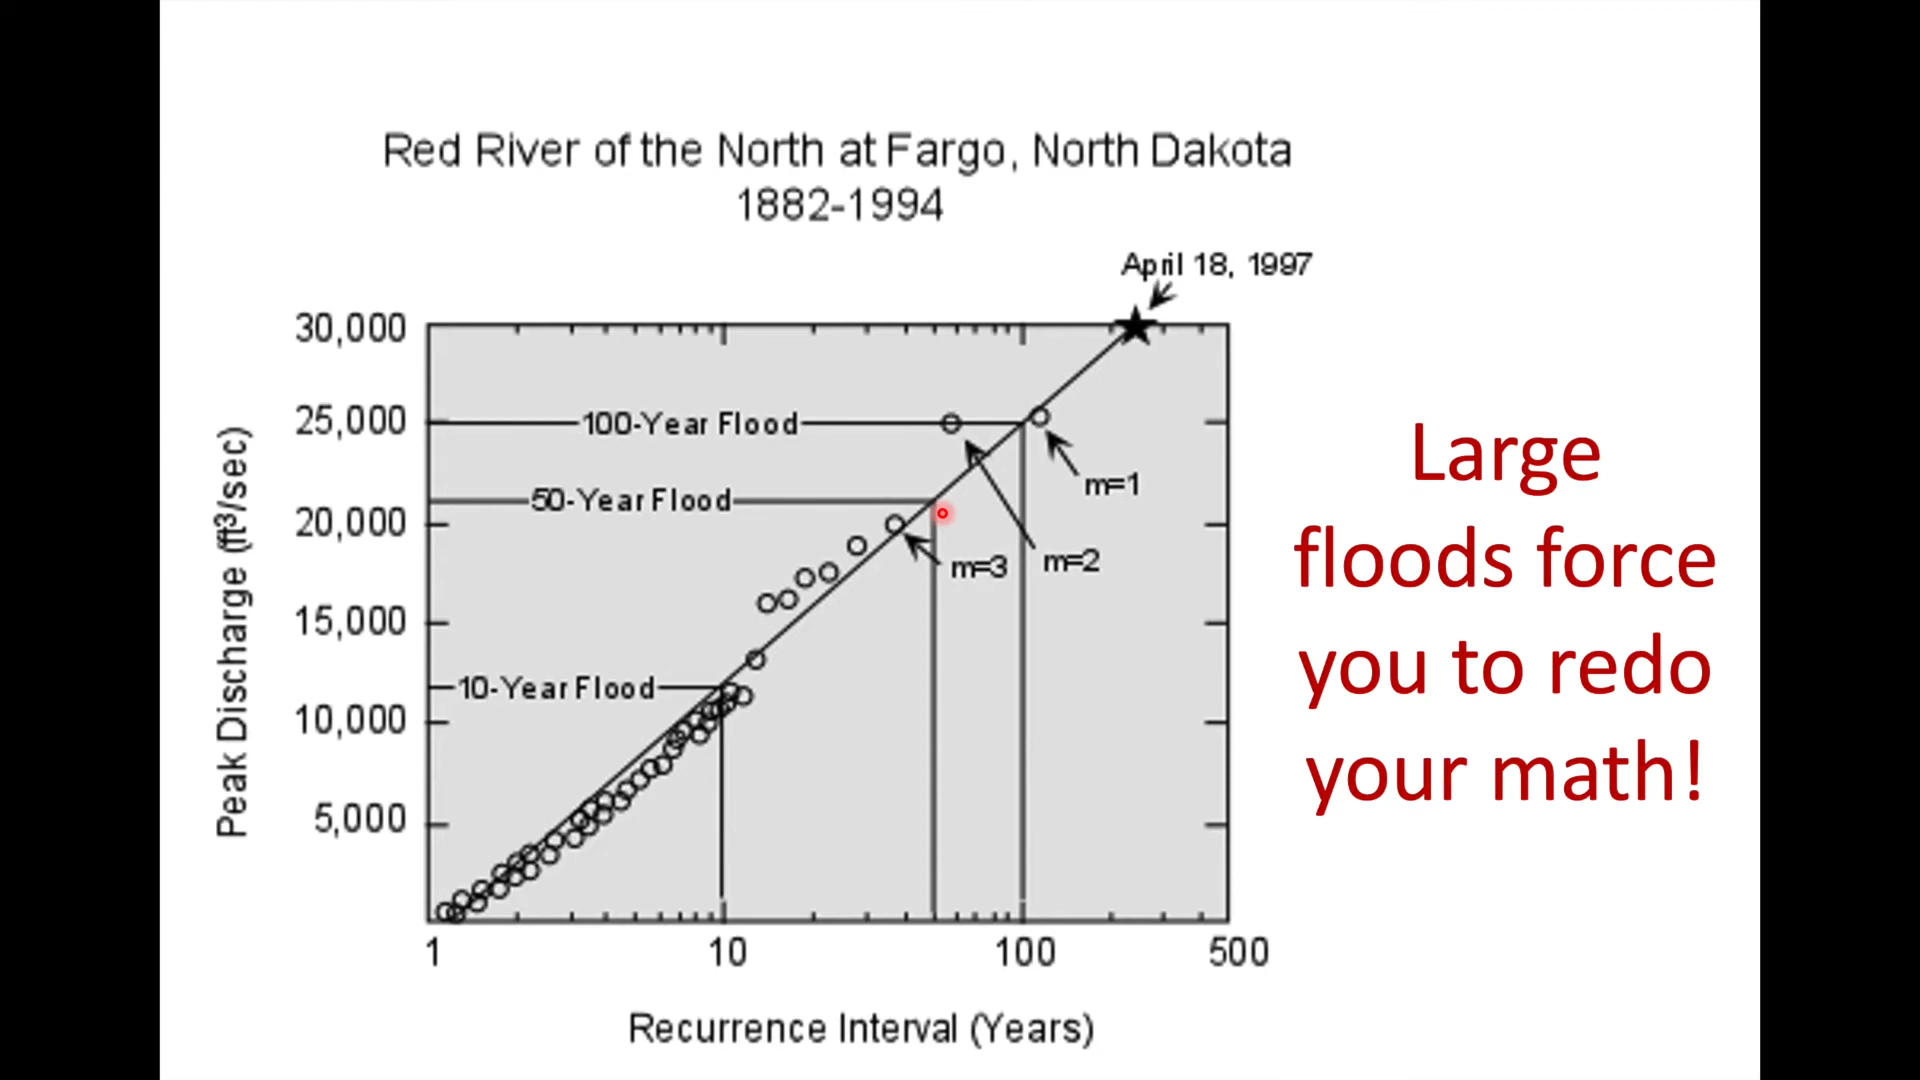 Red River of the North at Fargo, North Dakota
1882-1994
April 18, 1997
30,000
25,000
20,000
15,000
10,000
5,000
Peak Discharge (ft³/sec)
100-Year Flood
50-Year Flood
10-Year Flood
m=1
m=2
m=3
1
10
100
500
Recurrence Interval (Years)
Large
floods force
you to redo
your math!